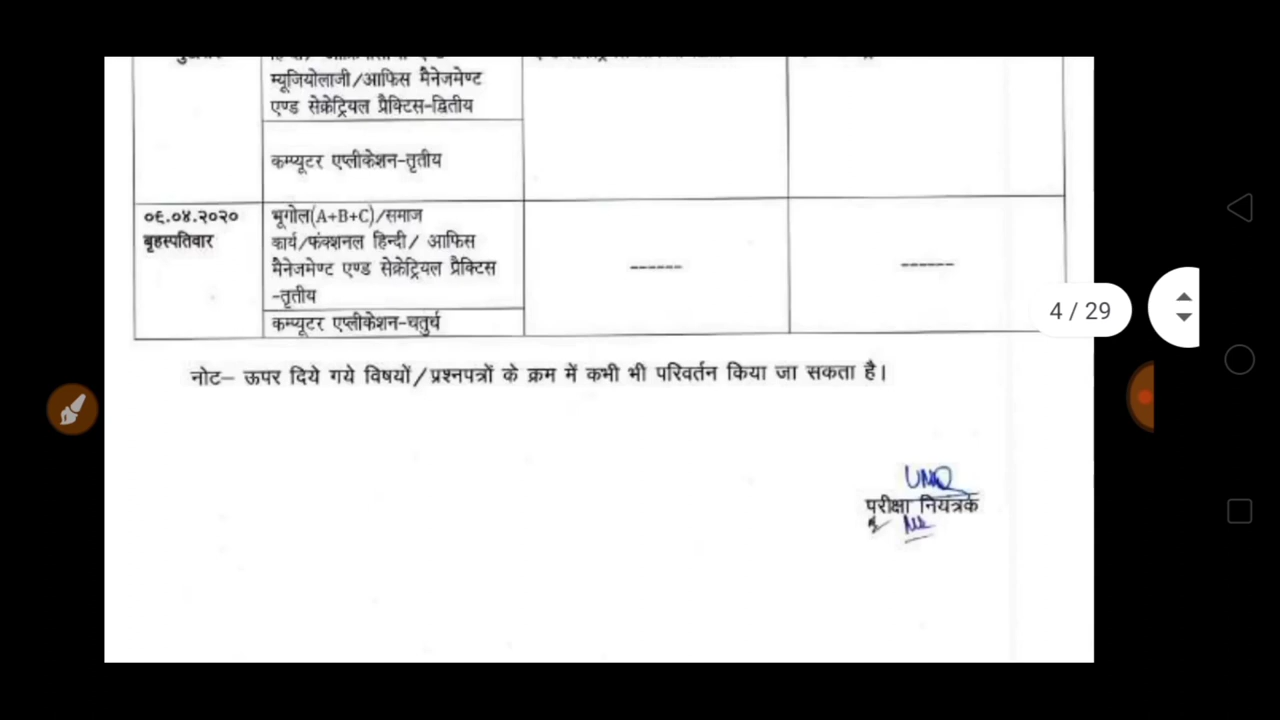 म्यूजियोलाजी/आफिस मैनेजमेण्ट
एण्ड सेक्रेट्रियल प्रैक्टिस-द्वितीय
कम्प्यूटर एप्लीकेशन-तृतीय
०९.०४.२०२०
बृहस्पतिवार
भूगोल(A+B+C)/समाज
कार्य/फंक्शनल हिन्दी/ आफिस
मैनेजमेण्ट एण्ड सेक्रेट्रियल प्रैक्टिस
-तृतीय
------
------
कम्प्यूटर एप्लीकेशन-चतुर्थ
4 / 29
नोट– ऊपर दिये गये विषयों/प्रश्नपत्रों के क्रम में कभी भी परिवर्तन किया जा सकता है।
परीक्षा नियत्रक